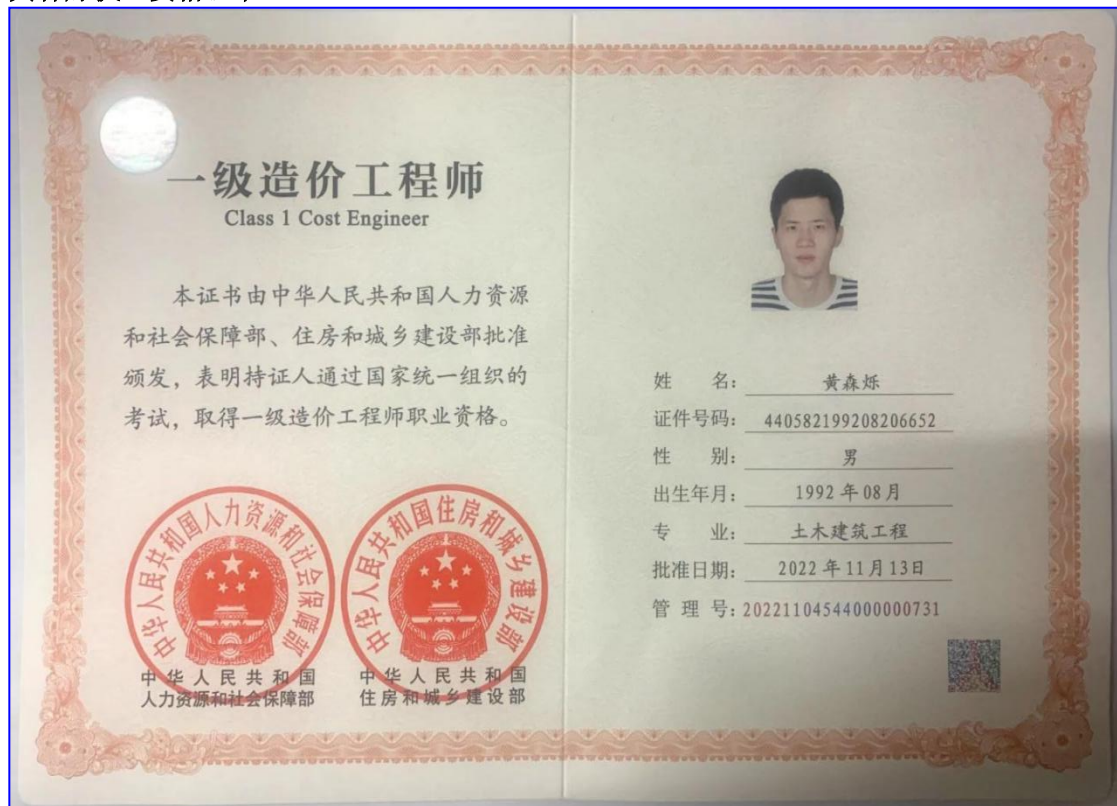 一级造价工程师
Class 1 Cost Engineer
本证书由中华人民共和国人力资源
和社会保障部、住房和城乡建设部批准
颁发，表明持证人通过国家统一组织的
考试，取得一级造价工程师职业资格。
中华人民共和国人力资源和社会保障部
中华人民共和国住房和城乡建设部
中华人民共和国
人力资源和社会保障部
中华人民共和国
住房和城乡建设部
姓 名：黄森烁
证件号码：440582199208206652
性 别：男
出生年月：1992年08月
专 业：土木建筑工程
批准日期：2022年11月13日
管 理 号：20221104544000000731